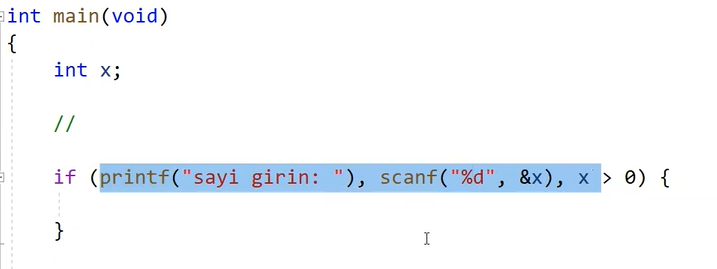 int main(void)
{
int x;
//
if (printf("sayi girin: "), scanf("%d", &x), x > 0) {
}